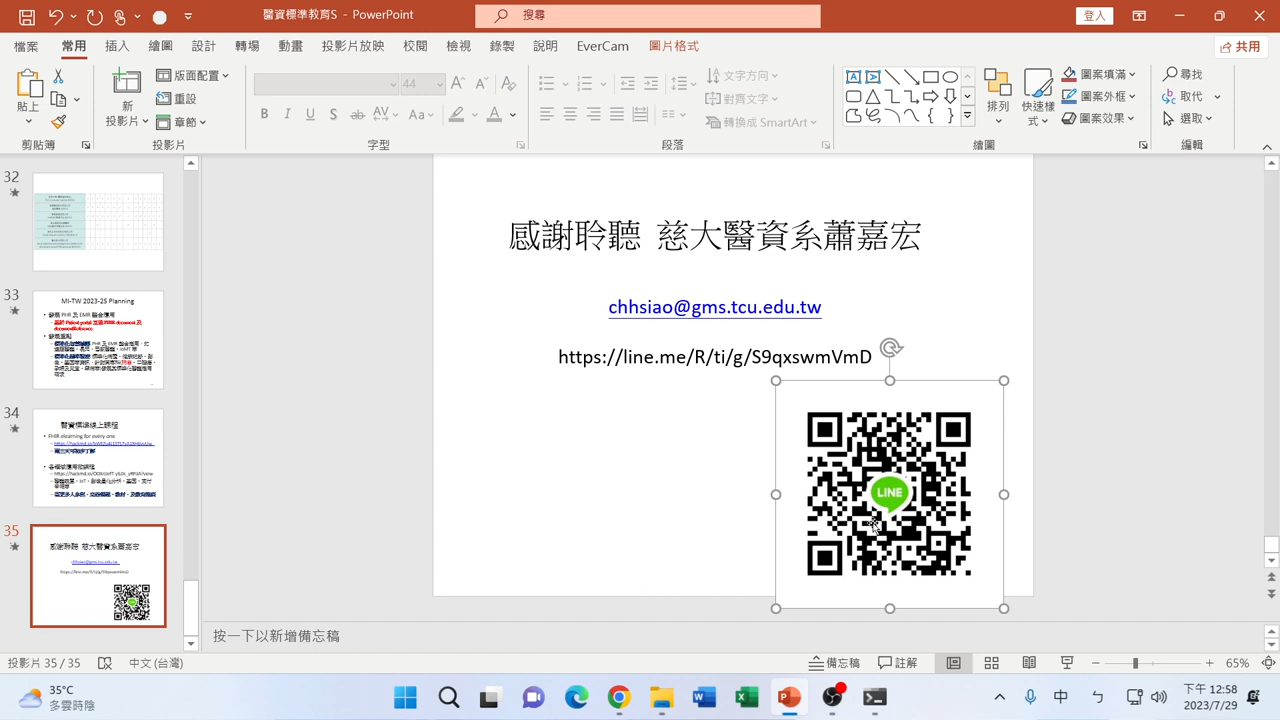 醫資標準教育S - PowerPoint
搜尋
登入
檔案 常用 插入 繪圖 設計 轉場 動畫 投影片放映 校閱 檢視 錄製 說明 EverCam 圖片格式
共用
貼上
剪貼簿
新
投影片
版面配置
重設
章節
投影片
44
B I U S ab AV Aa A
字型
文字方向
對齊文字
轉換成 SmartArt
段落
排列
快速樣
式
圖案填滿
圖案外框
圖案效果
繪圖
尋找
取代
選取
編輯
32
33
MI-TW 2023-25 Planning
34
醫資標準線上課程
FHIR elearning for every one
35
感謝聆聽 慈大醫資系蕭嘉宏
感謝聆聽 慈大醫資系蕭嘉宏
chhsiao@gms.tcu.edu.tw
https://line.me/R/ti/g/S9qxswmVmD
LINE
按一下以新增備忘稿
投影片 35 / 35
中文 (台灣)
備忘稿
註解
65%
35°C
多雲時陰
中
下午 12:58
2023/7/29